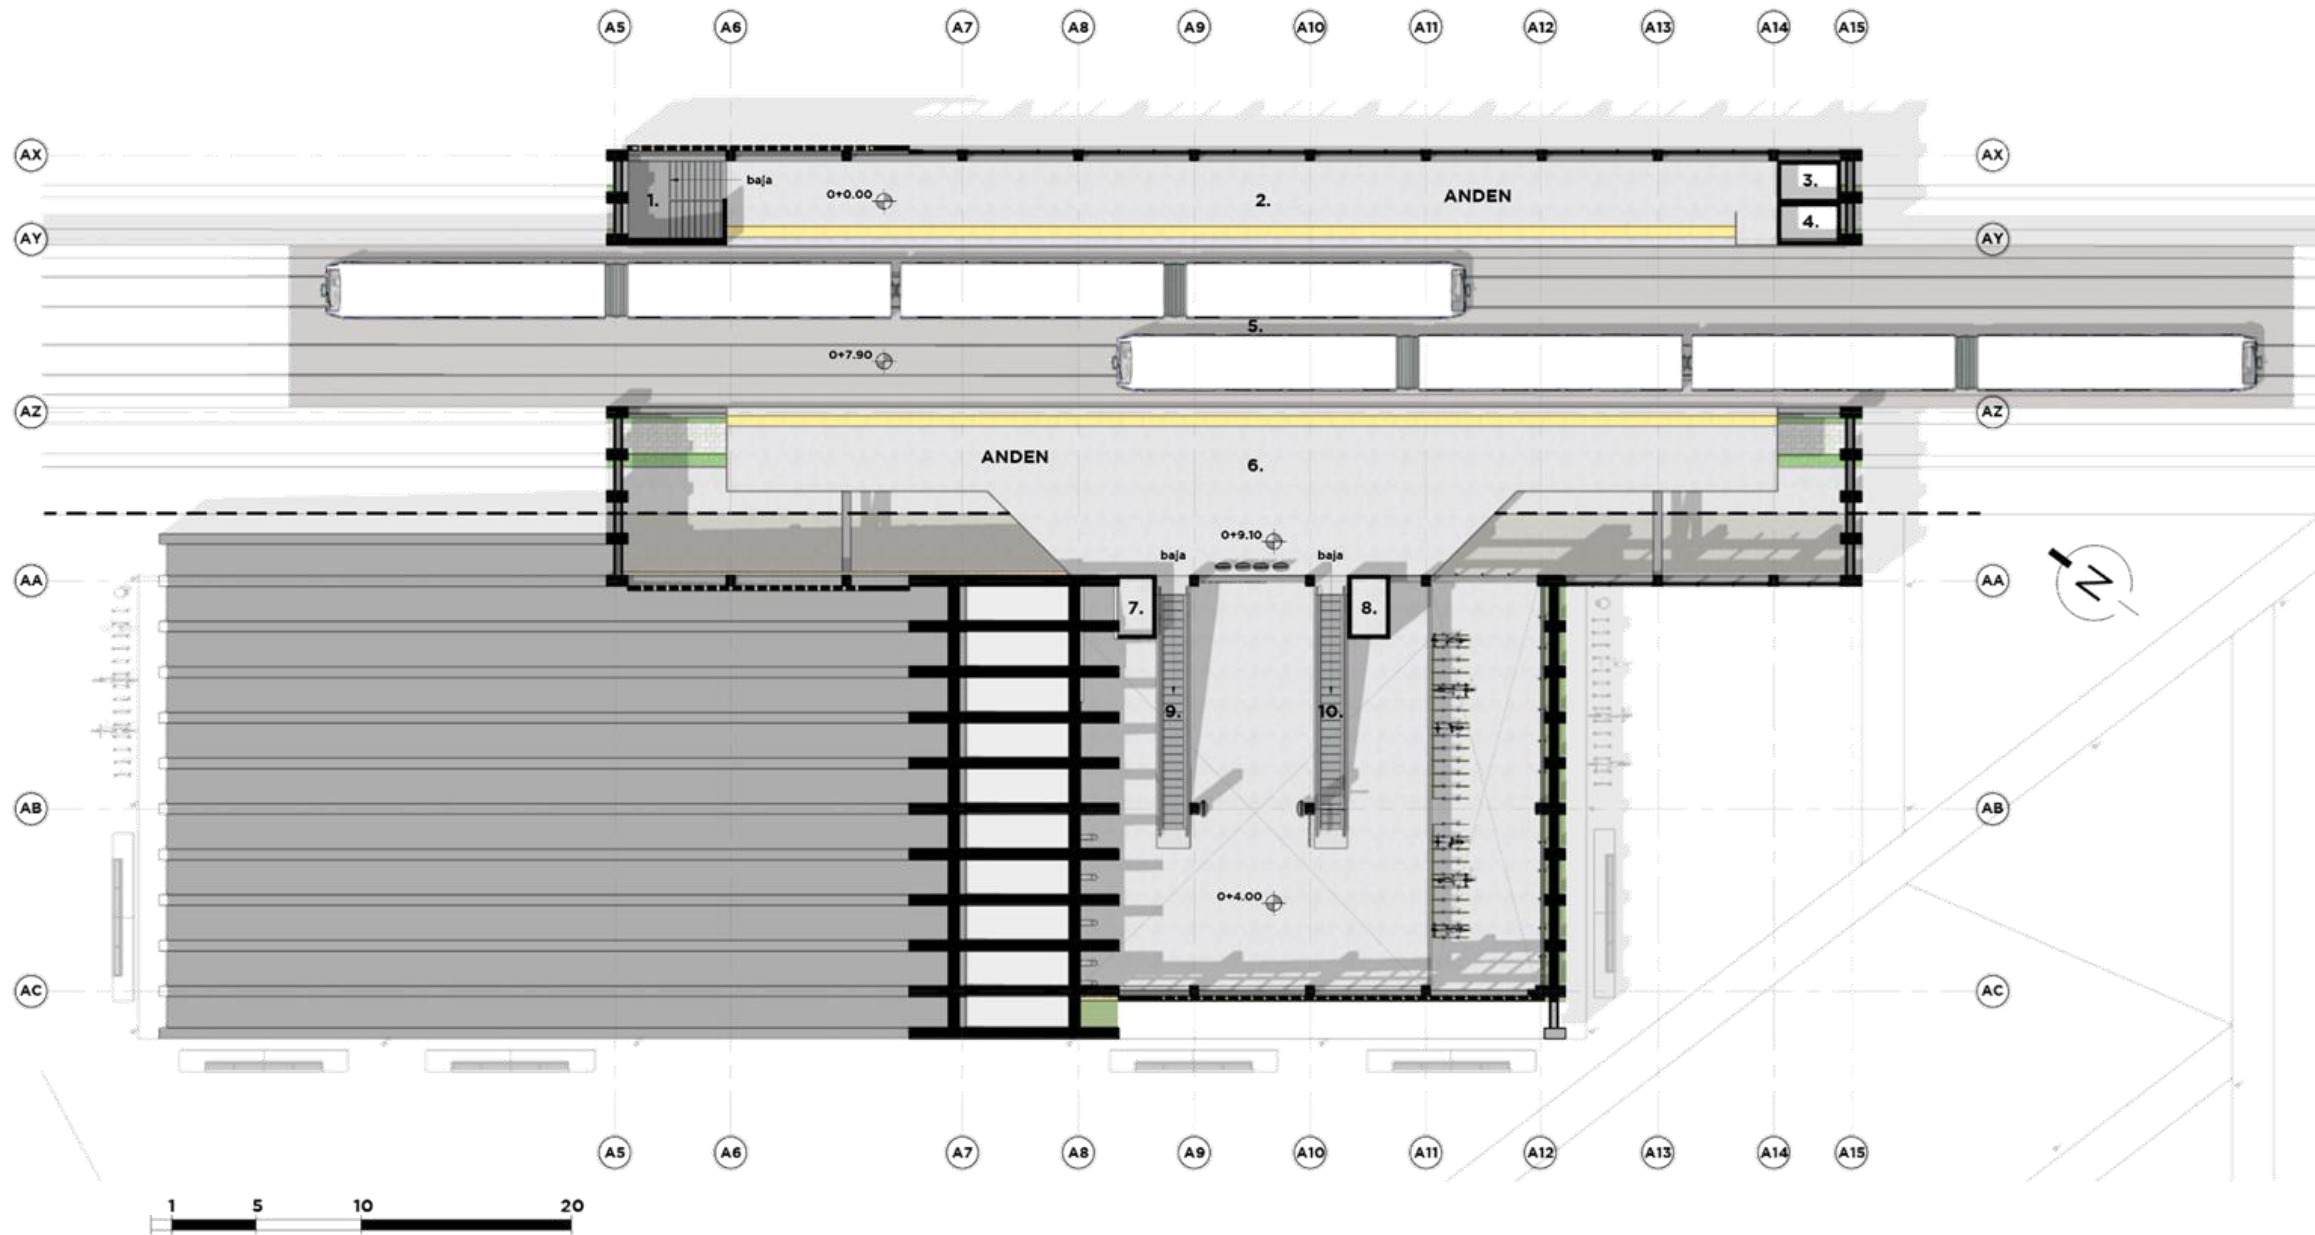 A5 A6 A7 A8 A9 A10 A11 A12 A13 A14 A15
AX AX
baja
3.
1. 0+0.00 2. ANDEN
4.
AY AY
5.
0+7.90
AZ AZ
ANDEN 6.
0+9.10
baja baja
AA AA
N
7. 8.
9. 10.
AB AB
0+4.00
AC AC
A5 A6 A7 A8 A9 A10 A11 A12 A13 A14 A15
1 5 10 20